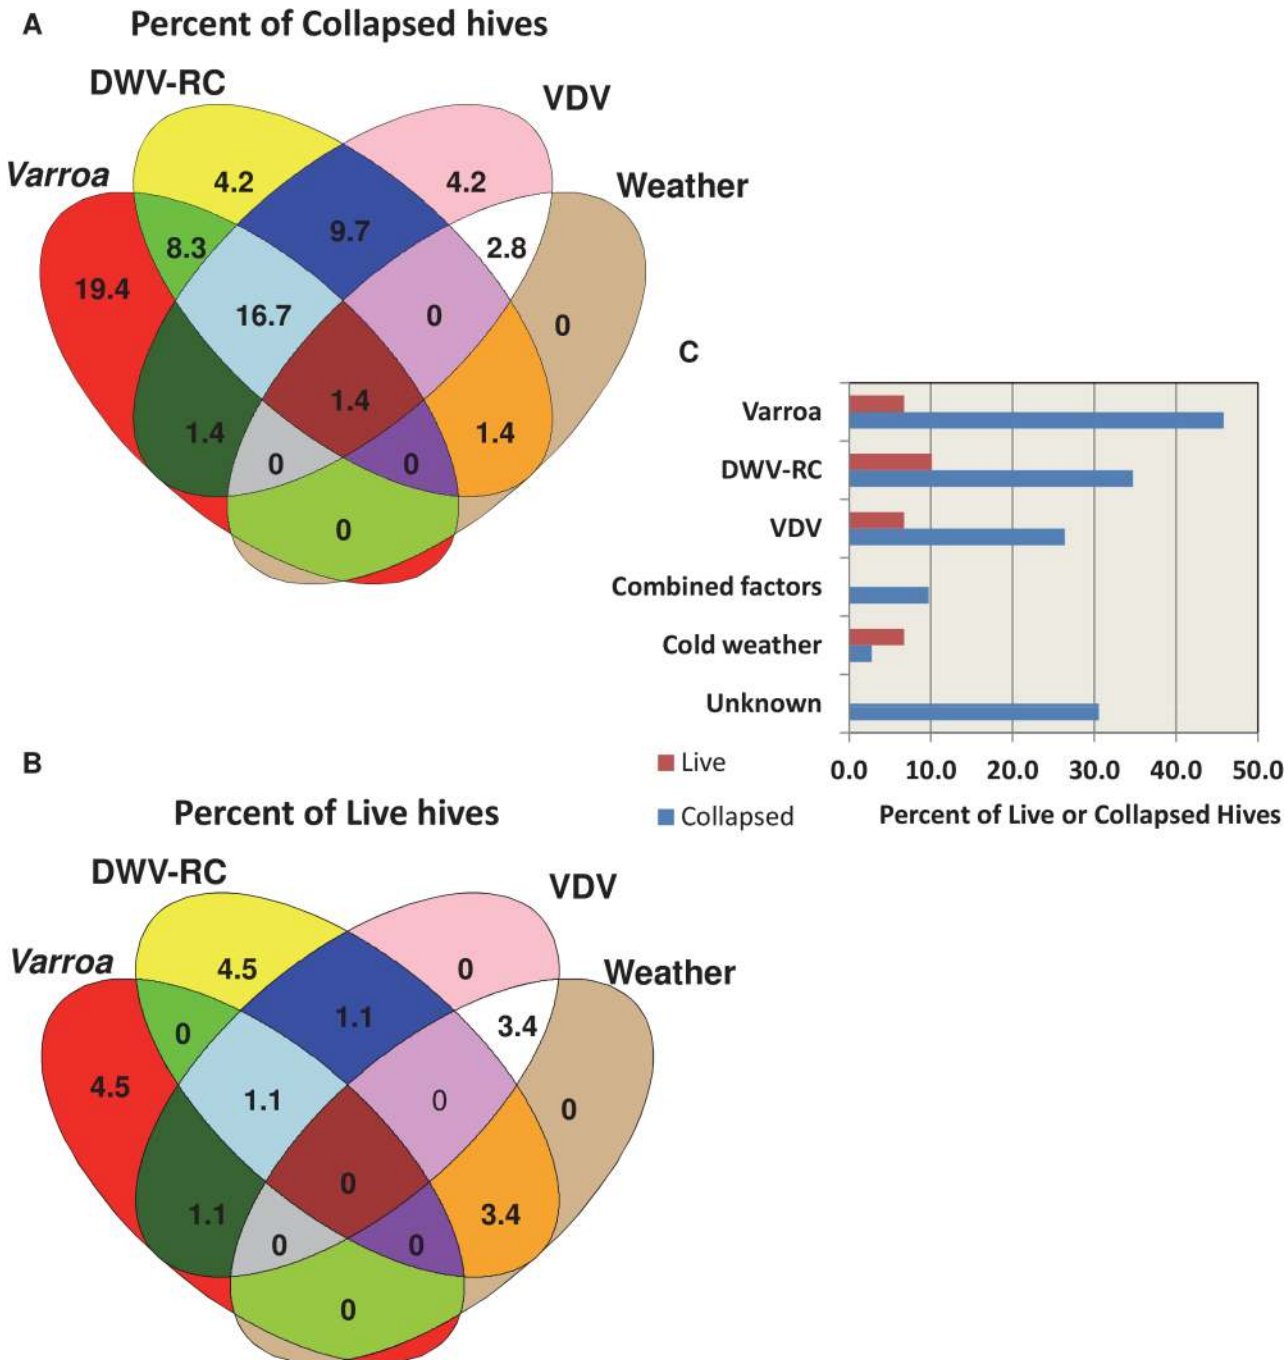 A Percent of Collapsed hives
DWV-RC
VDV
Varroa
Weather
4.2
4.2
9.7
8.3
2.8
19.4
16.7
0
0
1.4
1.4
1.4
0
0
0
C
Varroa
DWV-RC
VDV
Combined factors
Cold weather
Unknown
0.0 10.0 20.0 30.0 40.0 50.0
Percent of Live or Collapsed Hives
Live
Collapsed
B
Percent of Live hives
DWV-RC
VDV
Varroa
Weather
4.5
0
1.1
0
3.4
4.5
1.1
0
0
0
1.1
3.4
0
0
0